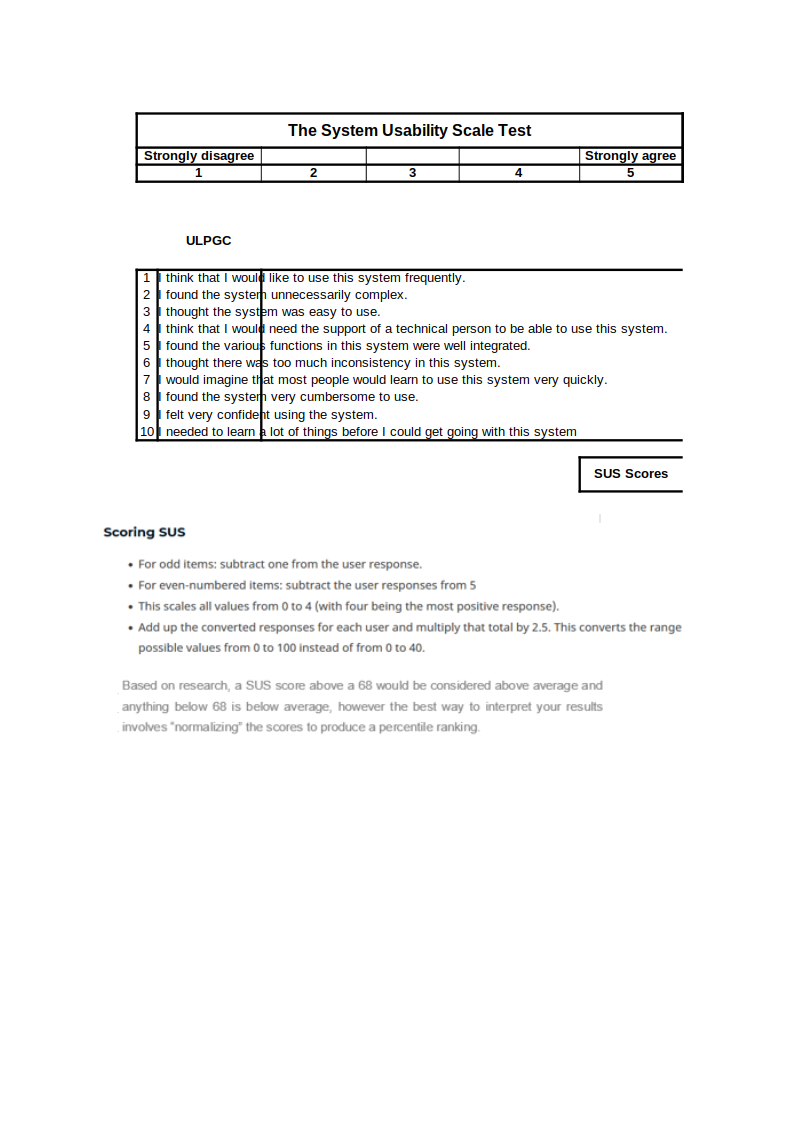 The System Usability Scale Test
Strongly disagree Strongly agree
1 2 3 4 5
ULPGC
1 I think that I would like to use this system frequently.
2 I found the system unnecessarily complex.
3 I thought the system was easy to use.
4 I think that I would need the support of a technical person to be able to use this system.
5 I found the various functions in this system were well integrated.
6 I thought there was too much inconsistency in this system.
7 I would imagine that most people would learn to use this system very quickly.
8 I found the system very cumbersome to use.
9 I felt very confident using the system.
10 I needed to learn a lot of things before I could get going with this system
SUS Scores
Scoring SUS
• For odd items: subtract one from the user response.
• For even-numbered items: subtract the user responses from 5
• This scales all values from 0 to 4 (with four being the most positive response).
• Add up the converted responses for each user and multiply that total by 2.5. This converts the range
possible values from 0 to 100 instead of from 0 to 40.
Based on research, a SUS score above a 68 would be considered above average and
anything below 68 is below average, however the best way to interpret your results
involves "normalizing" the scores to produce a percentile ranking.